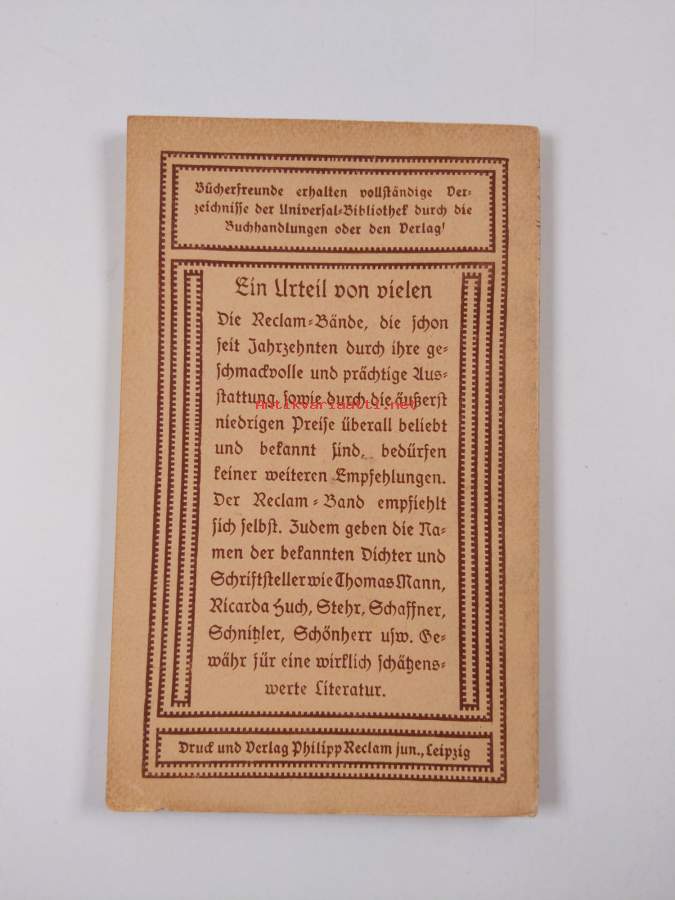 Bücherfreunde erhalten vollständige Ver-
zeichnisse der Universal-Bibliothek durch die
Buchhandlungen oder den Verlag!
Ein Urteil von vielen
Die Reclam-Bände, die schon
seit Jahrzehnten durch ihre ge-
schmackvolle und prächtige Aus-
stattung, sowie durch die äußerst
Antikvariaatti.net
niedrigen Preise überall beliebt
und bekannt sind, bedürfen
keiner weiteren Empfehlungen.
Der Reclam-Band empfiehlt
sich selbst. Zudem geben die Na-
men der bekannten Dichter und
Schriftsteller wie Thomas Mann,
Ricarda Huch, Stehr, Schaffner,
Schnitzler, Schönherr usw. Ge-
währ für eine wirklich schätzens-
werte Literatur.
Druck und Verlag Philipp Reclam jun., Leipzig